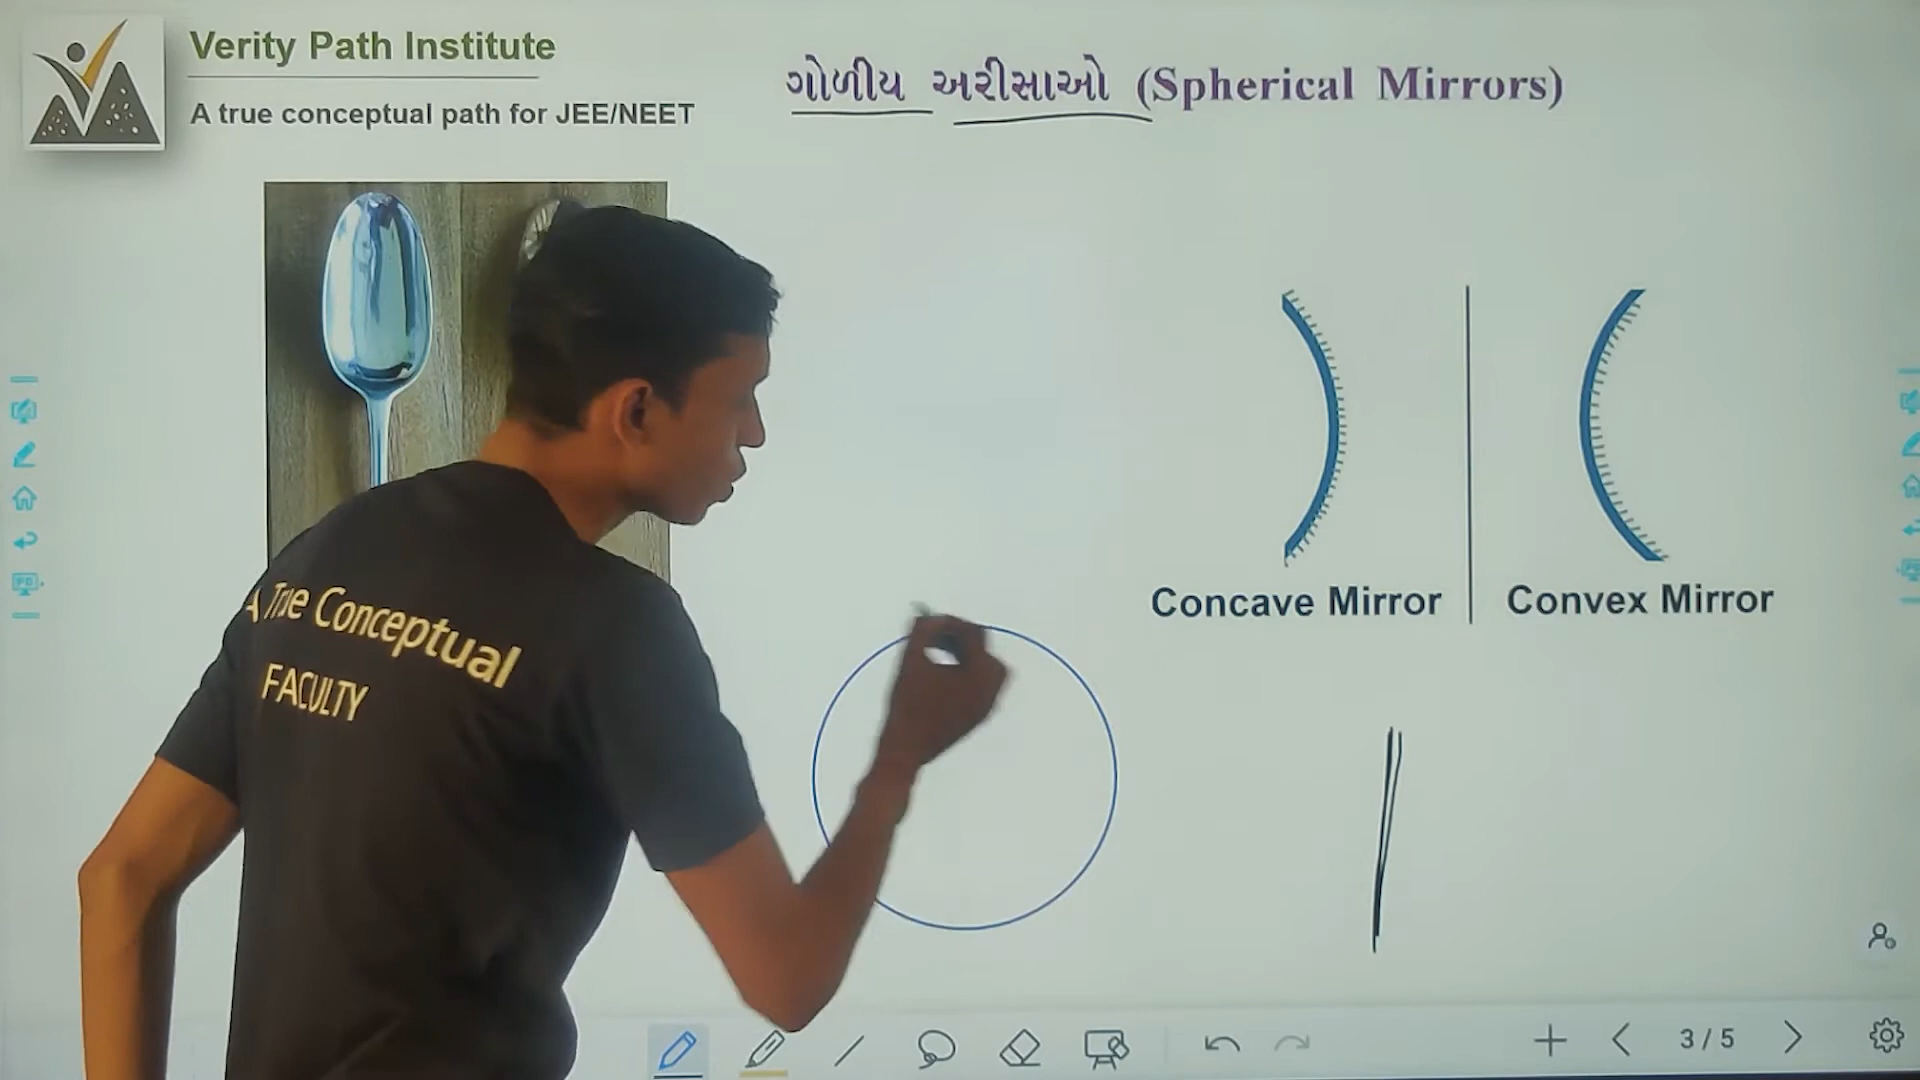 Verity Path Institute
A true conceptual path for JEE/NEET
ગોળીય અરીસાઓ (Spherical Mirrors)
A True Conceptual
FACULTY
Concave Mirror
Convex Mirror
3 / 5